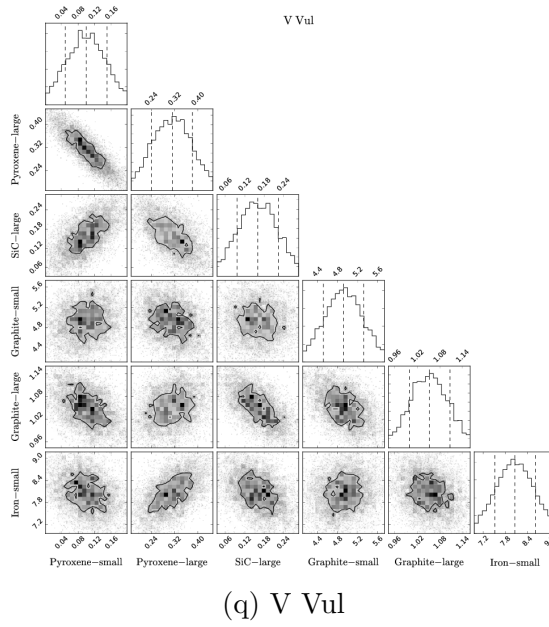 0.04 0.08 0.12 0.16
V Vul
0.24 0.32 0.40
Pyroxene−large
0.40
0.32
0.24
0.06 0.12 0.18 0.24
SiC−large
0.24
0.18
0.12
0.06
4.4 4.8 5.2 5.6
Graphite−small
5.6
5.2
4.8
4.4
0.96 1.02 1.08 1.14
Graphite−large
1.14
1.08
1.02
0.96
7.2 7.8 8.4 9.0
Iron−small
9.0
8.4
7.8
7.2
0.04 0.08 0.12 0.16 0.24 0.32 0.40 0.06 0.12 0.18 0.24 4.4 4.8 5.2 5.6 0.96 1.02 1.08 1.14 7.2 7.8 8.4
Pyroxene−small Pyroxene−large SiC−large Graphite−small Graphite−large Iron−small
(q) V Vul